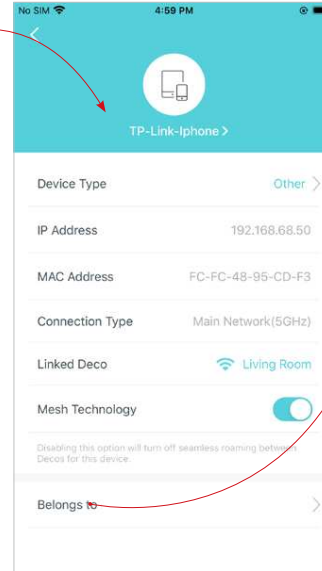 No SIM 4:59 PM
TP-Link-Iphone >
Device Type Other >
IP Address 192.168.68.50
MAC Address FC-FC-48-95-CD-F3
Connection Type Main Network(5GHz)
Linked Deco Living Room
Mesh Technology
Disabling this option will turn off seamless roaming between
Decos for this device.
Belongs to >